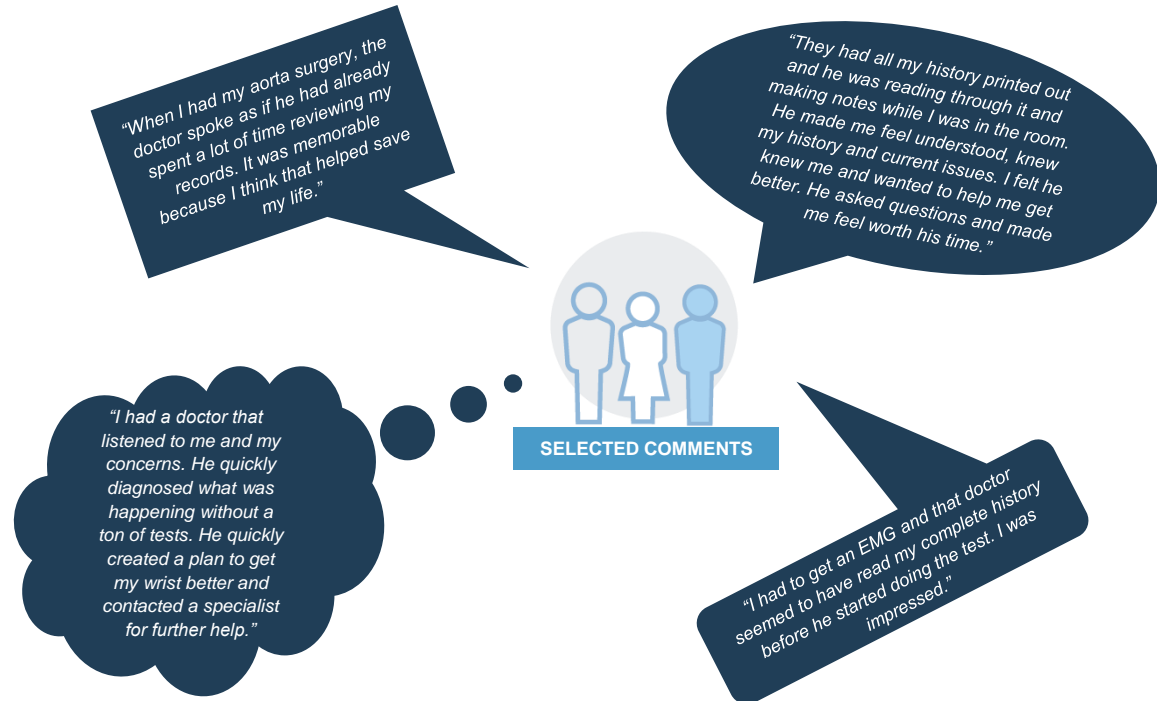 “When I had my aorta surgery, the
doctor spoke as if he had already
spent a lot of time reviewing my
records. It was memorable
because I think that helped save
my life.”
“They had all my history printed out
and he was reading through it and
making notes while I was in the room.
He made me feel understood, knew
my history and current issues. I felt he
knew me and wanted to help me get
better. He asked questions and made
me feel worth his time.”
SELECTED COMMENTS
“I had a doctor that
listened to me and my
concerns. He quickly
diagnosed what was
happening without a
ton of tests. He quickly
created a plan to get
my wrist better and
contacted a specialist
for further help.”
“I had to get an EMG and that doctor
seemed to have read my complete history
before he started doing the test. I was
impressed.”